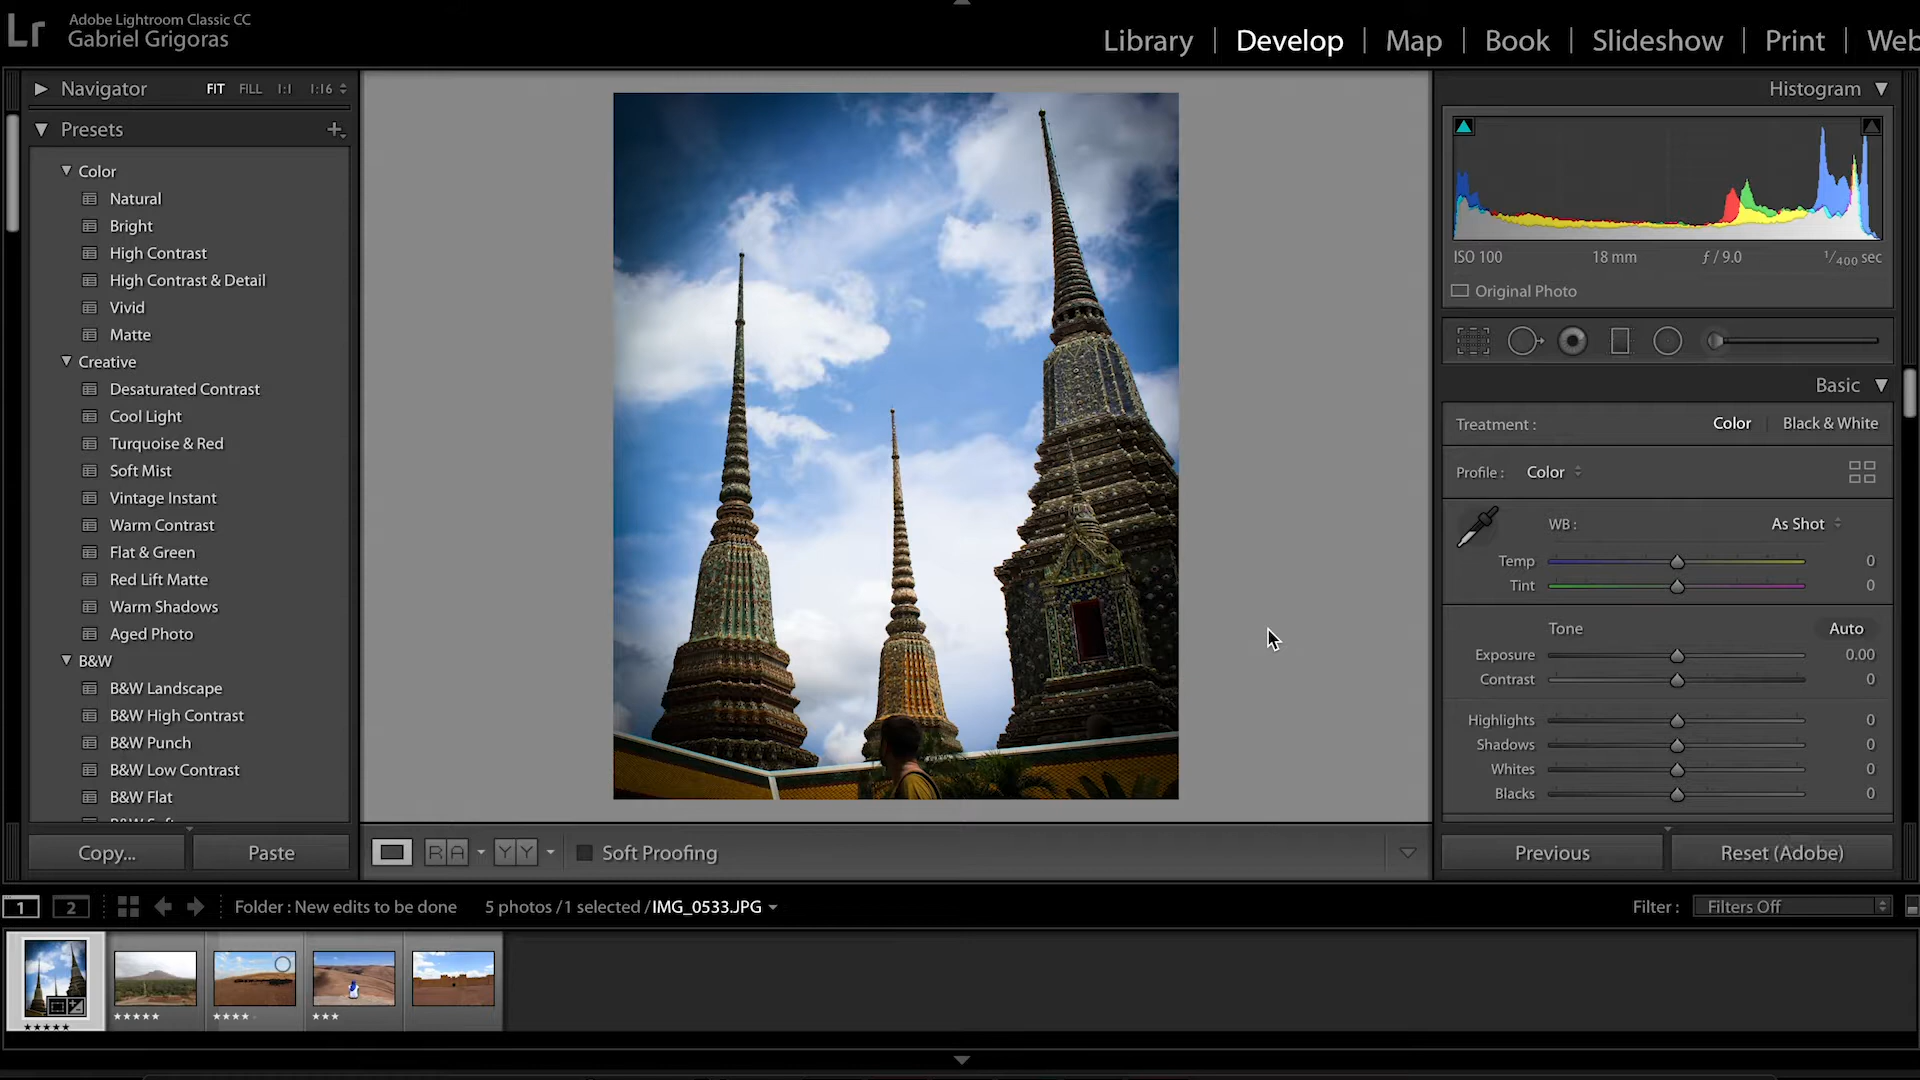 Lr
Adobe Lightroom Classic CC
Gabriel Grigoras
Library | Develop | Map | Book | Slideshow | Print | Web
Navigator FIT FILL 1:1 1:16
Presets
Color
Natural
Bright
High Contrast
High Contrast & Detail
Vivid
Matte
Creative
Desaturated Contrast
Cool Light
Turquoise & Red
Soft Mist
Vintage Instant
Warm Contrast
Flat & Green
Red Lift Matte
Warm Shadows
Aged Photo
B&W
B&W Landscape
B&W High Contrast
B&W Punch
B&W Low Contrast
B&W Flat
Copy... Paste
R A Y Y Soft Proofing
Histogram
ISO 100 18 mm ƒ / 9.0 1/400 sec
Original Photo
Basic
Treatment : Color Black & White
Profile : Color
WB : As Shot
Temp 0
Tint 0
Tone Auto
Exposure 0.00
Contrast 0
Highlights 0
Shadows 0
Whites 0
Blacks 0
Previous Reset (Adobe)
1 2 Folder : New edits to be done 5 photos / 1 selected / IMG_0533.JPG Filter : Filters Off